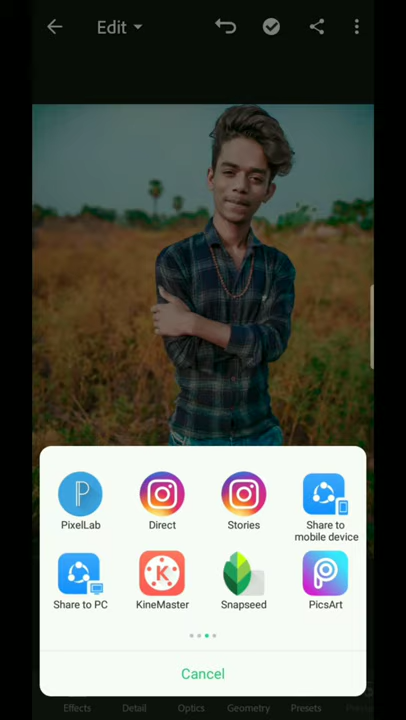 Edit
PixelLab
Direct
Stories
Share to
mobile device
Share to PC
KineMaster
Snapseed
PicsArt
Cancel
Effects
Detail
Optics
Geometry
Presets